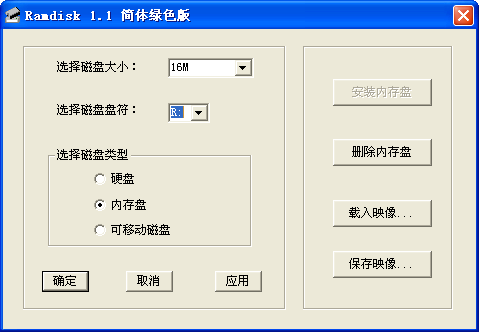 Ramdisk 1.1 简体绿色版
选择磁盘大小：
16M
选择磁盘盘符：
R:
选择磁盘类型
硬盘
内存盘
可移动磁盘
确定
取消
应用
安装内存盘
删除内存盘
载入映像...
保存映像...